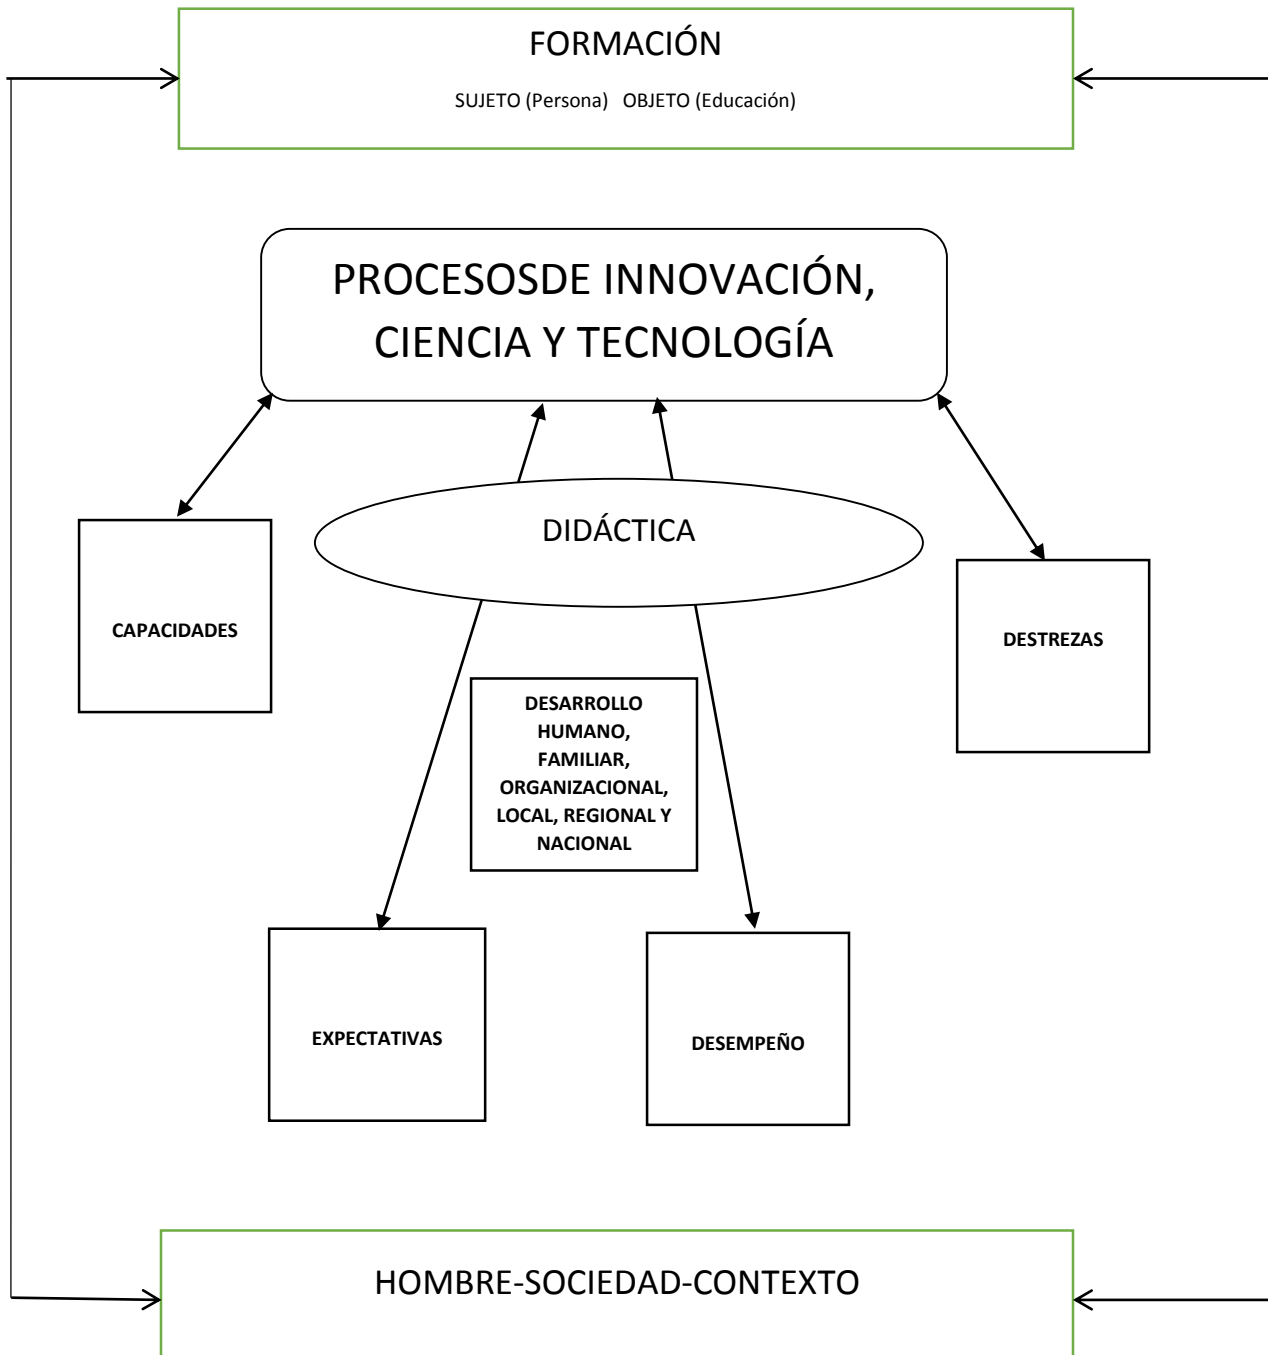 FORMACIÓN
SUJETO (Persona) OBJETO (Educación)
PROCESOSDE INNOVACIÓN,
CIENCIA Y TECNOLOGÍA
DIDÁCTICA
CAPACIDADES
DESTREZAS
DESARROLLO
HUMANO,
FAMILIAR,
ORGANIZACIONAL,
LOCAL, REGIONAL Y
NACIONAL
EXPECTATIVAS
DESEMPEÑO
HOMBRE-SOCIEDAD-CONTEXTO